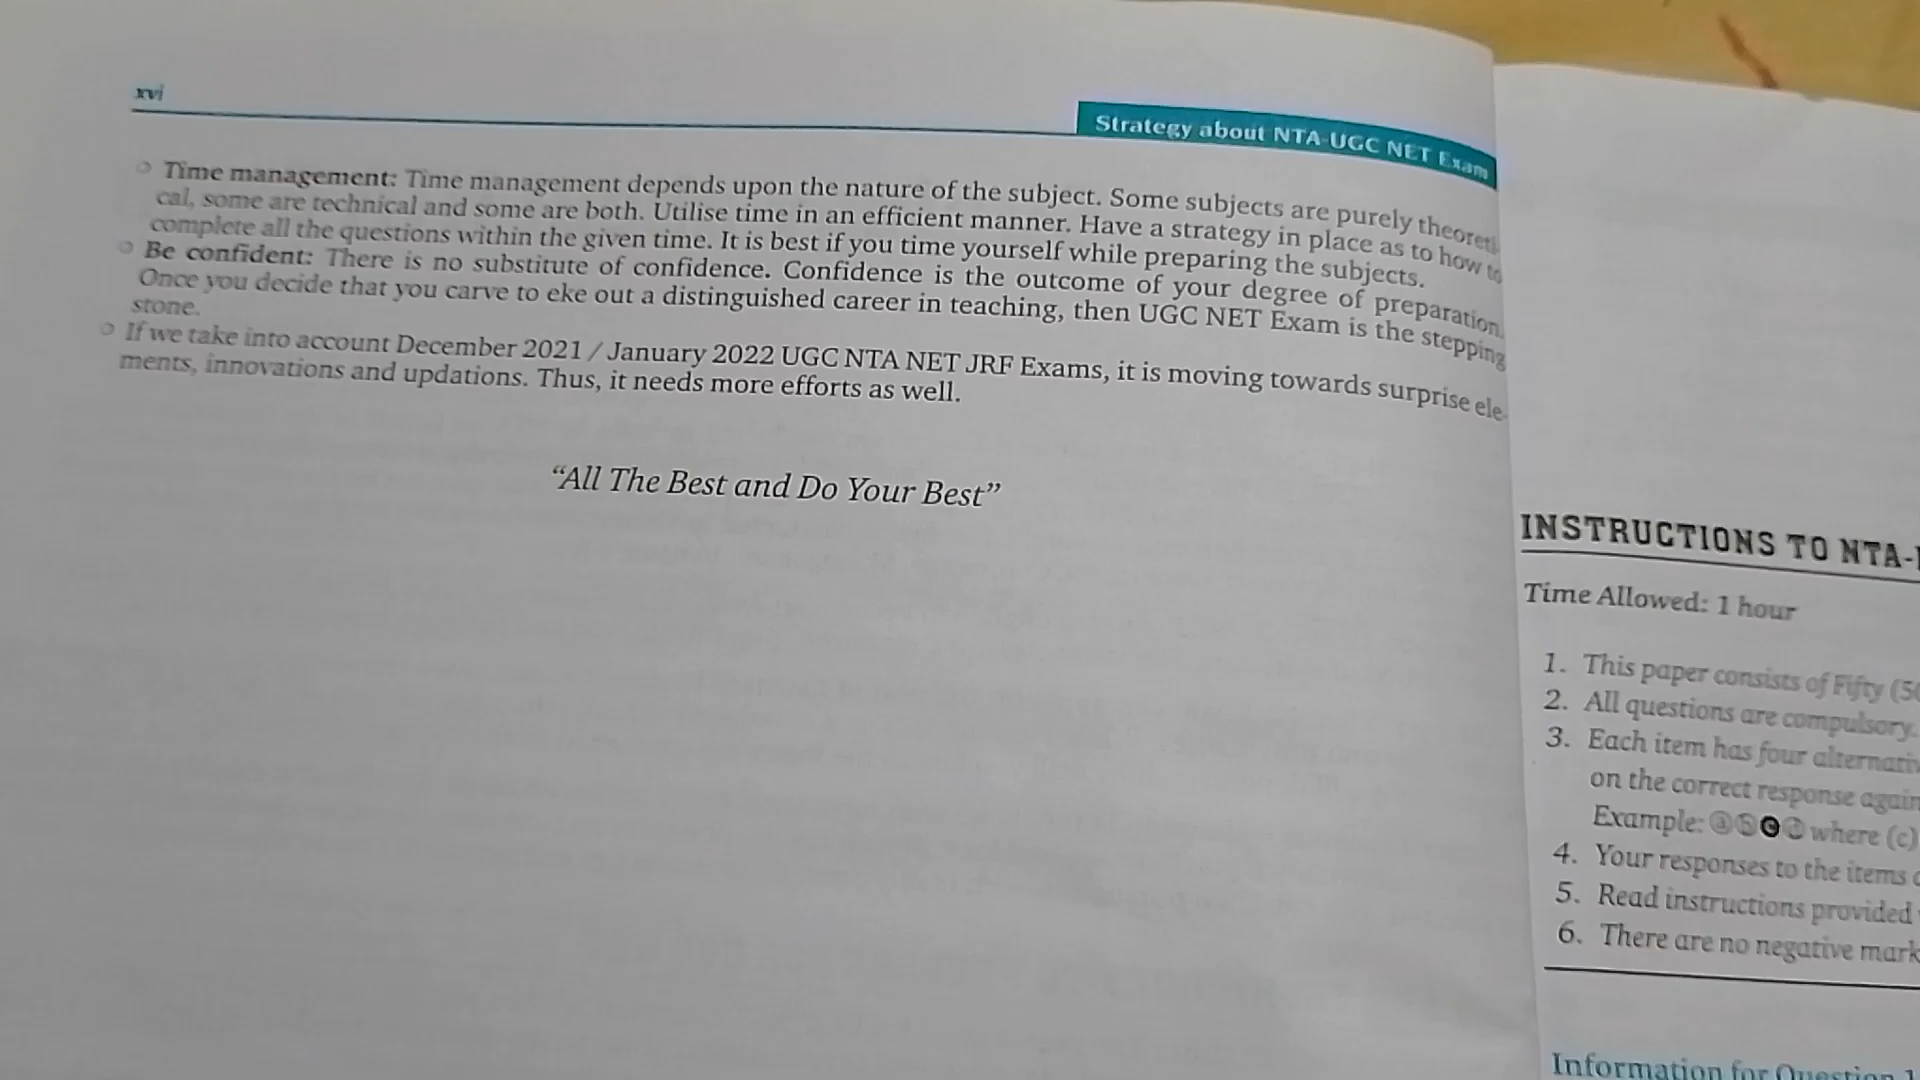 xvi
Strategy about NTA-UGC NET Exam
Time management: Time management depends upon the nature of the subject. Some subjects are purely theoreti-
cal, some are technical and some are both. Utilise time in an efficient manner. Have a strategy in place as to how to
complete all the questions within the given time. It is best if you time yourself while preparing the subjects.
Be confident: There is no substitute of confidence. Confidence is the outcome of your degree of preparation.
Once you decide that you carve to eke out a distinguished career in teaching, then UGC NET Exam is the stepping
stone.
If we take into account December 2021 / January 2022 UGC NTA NET JRF Exams, it is moving towards surprise ele-
ments, innovations and updations. Thus, it needs more efforts as well.
“All The Best and Do Your Best”
INSTRUCTIONS TO NTA-
Time Allowed: 1 hour
1. This paper consists of Fifty (50
2. All questions are compulsory.
3. Each item has four alternativ
on the correct response again
Example: ⓐⓑⓒⓓ where (c)
4. Your responses to the items
5. Read instructions provided
6. There are no negative mark
Information for Question 1